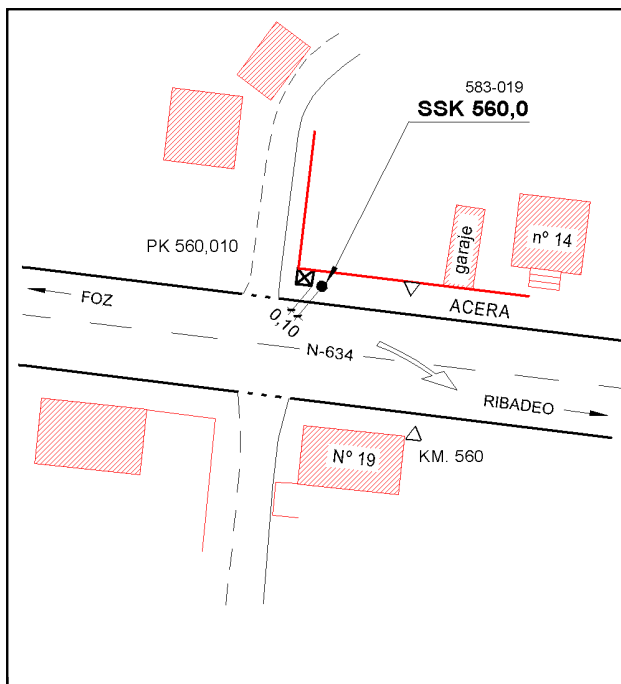 583-019
SSK 560,0
nº 14
garaje
PK 560,010
FOZ
ACERA
0,10
N-634
RIBADEO
Nº 19
KM. 560